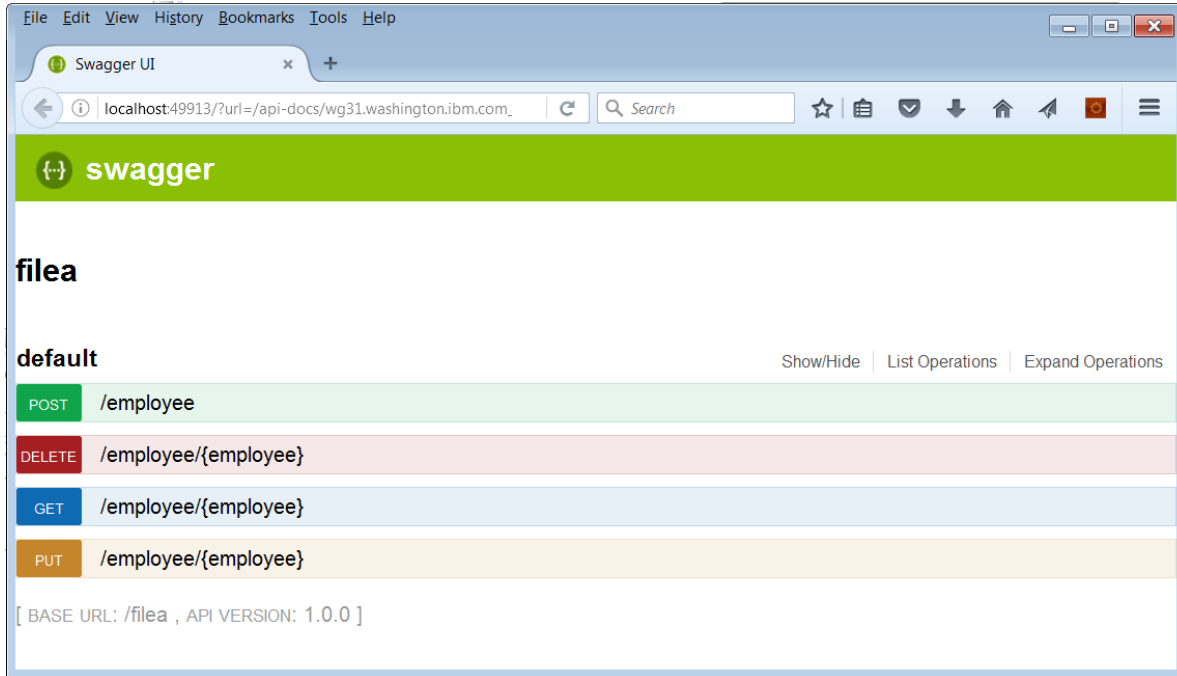 File Edit View History Bookmarks Tools Help
Swagger UI × +
localhost:49913/?url=/api-docs/wg31.washington.ibm.com_ Search
{··} swagger
filea
default Show/Hide List Operations Expand Operations
POST /employee
DELETE /employee/{employee}
GET /employee/{employee}
PUT /employee/{employee}
[ BASE URL: /filea , API VERSION: 1.0.0 ]